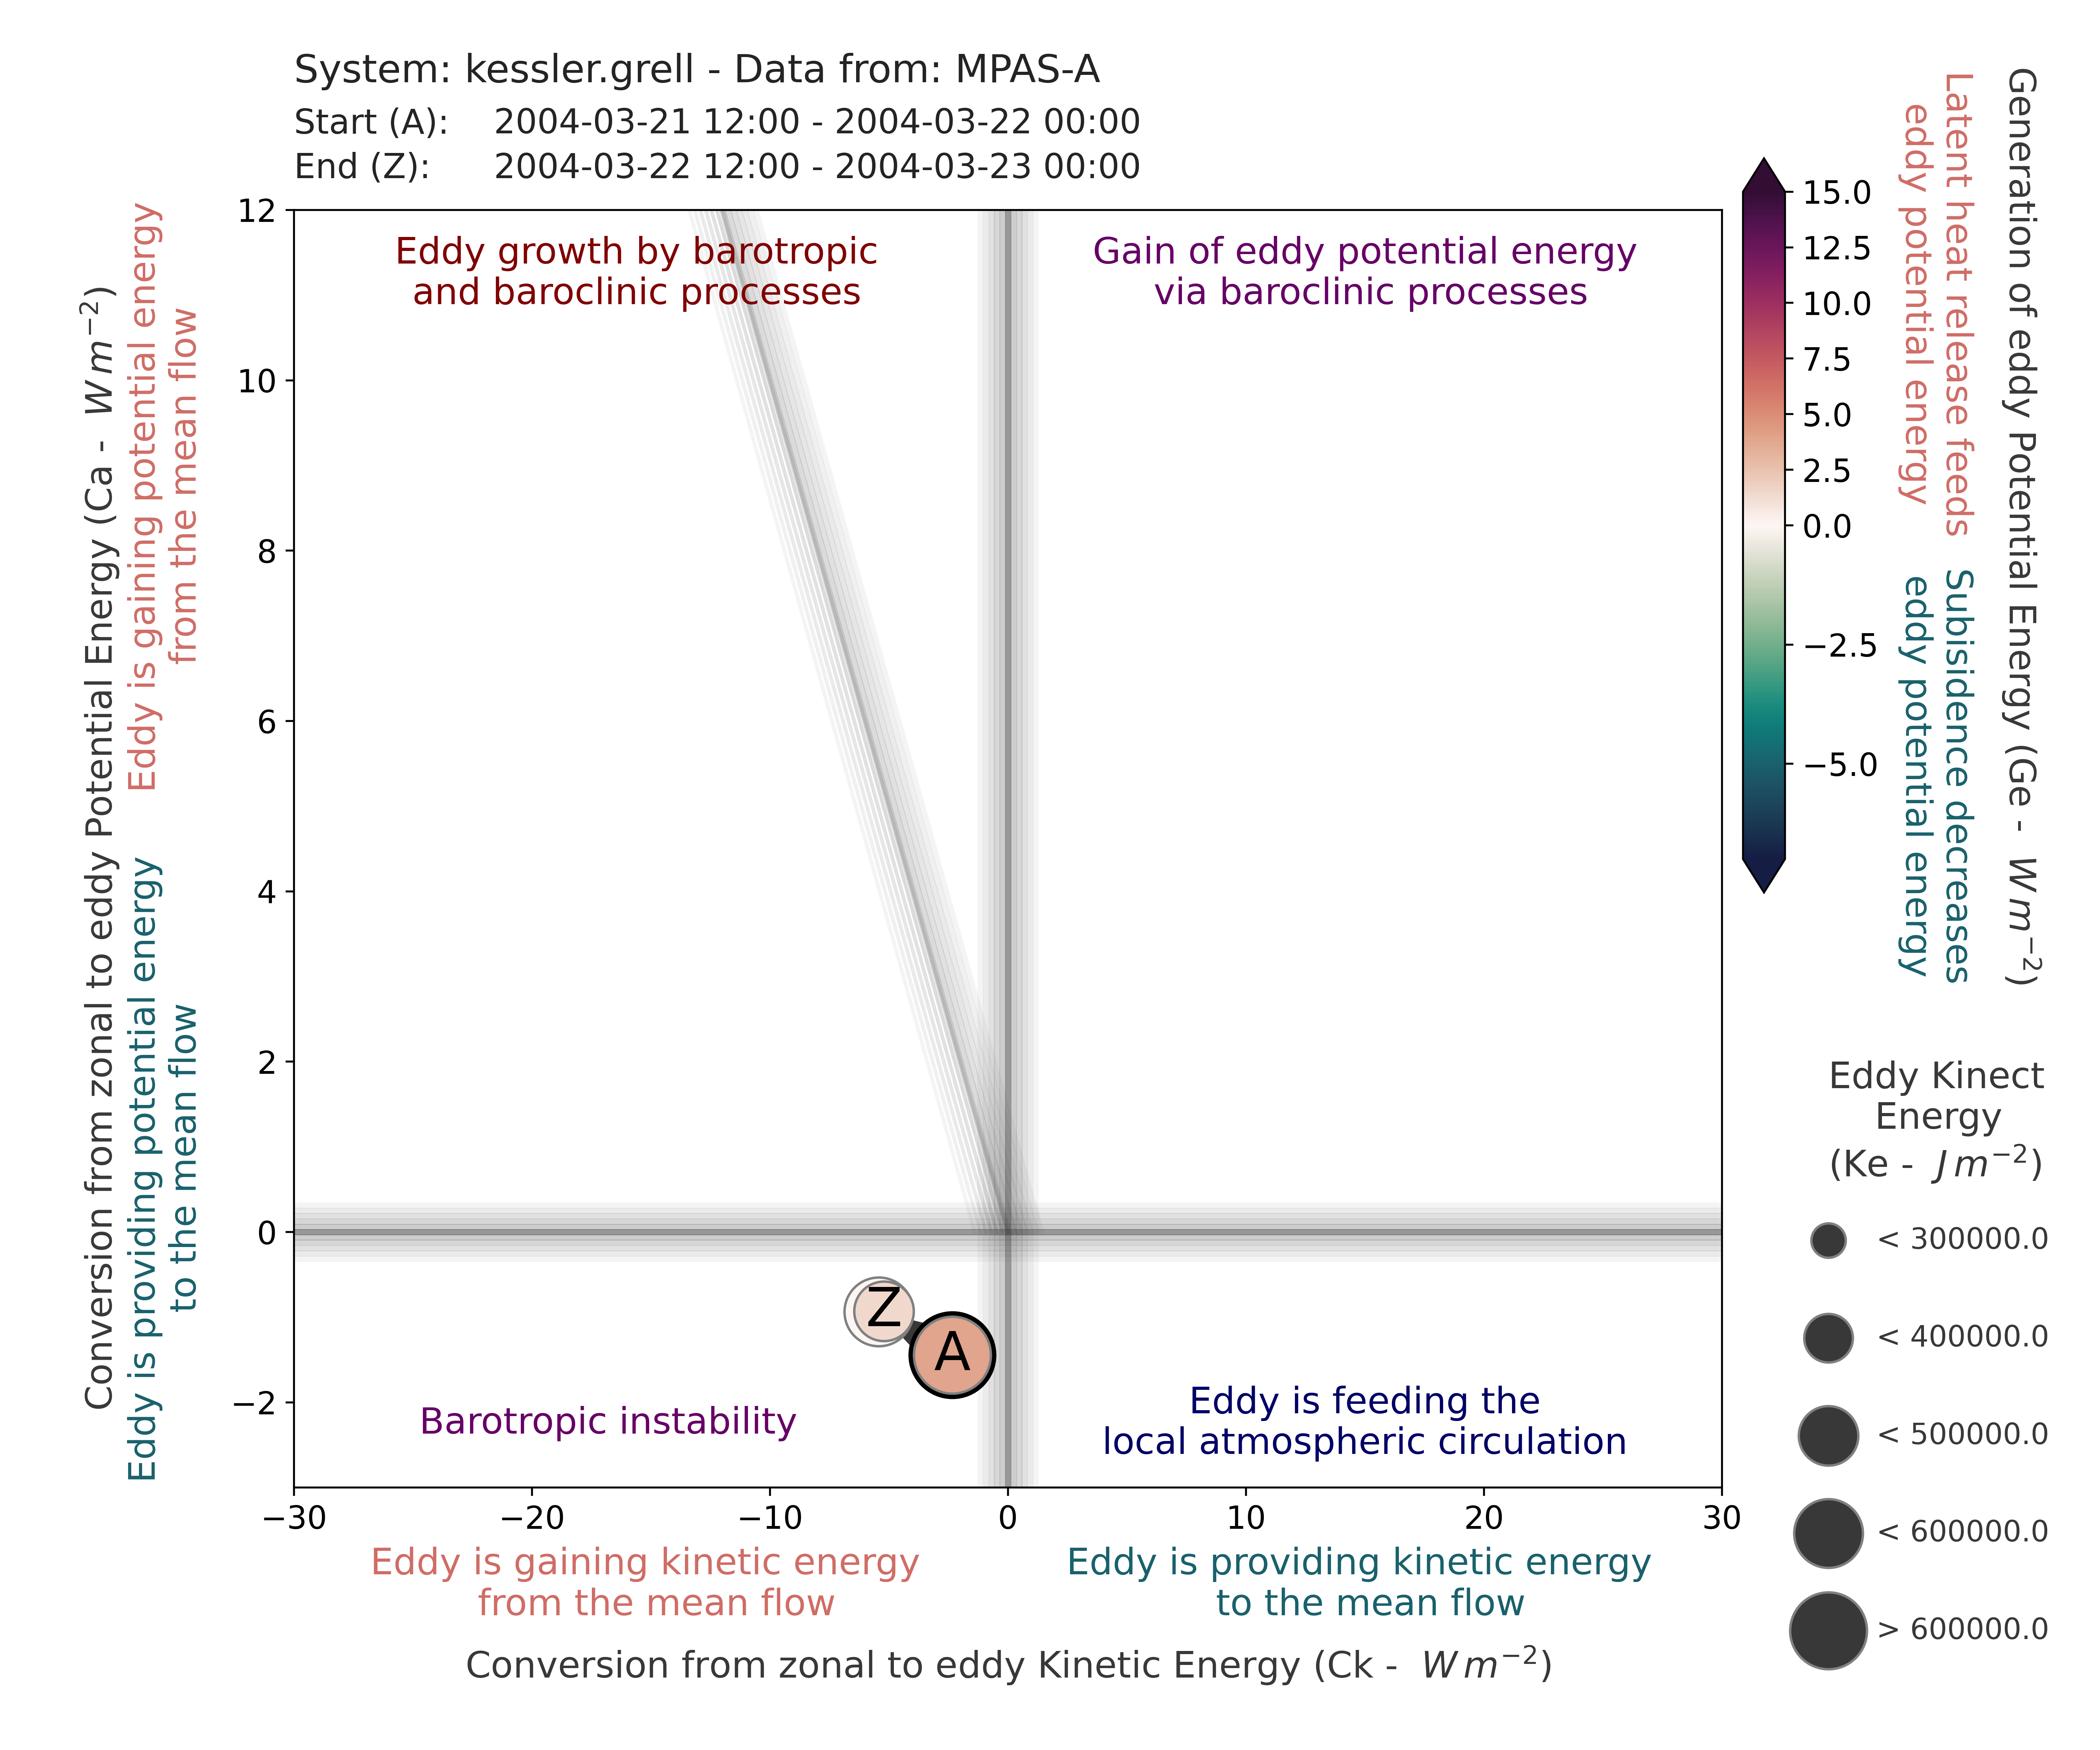 System: kessler.grell - Data from: MPAS-A
Start (A): 2004-03-21 12:00 - 2004-03-22 00:00
End (Z): 2004-03-22 12:00 - 2004-03-23 00:00
Conversion from zonal to eddy Potential Energy (Ca - W m⁻²)
Eddy is gaining potential energy
from the mean flow
Eddy is providing potential energy
to the mean flow
12
10
8
6
4
2
0
−2
Eddy growth by barotropic
and baroclinic processes
Gain of eddy potential energy
via baroclinic processes
Z
A
Barotropic instability
Eddy is feeding the
local atmospheric circulation
−30
−20
−10
0
10
20
30
Eddy is gaining kinetic energy
from the mean flow
Eddy is providing kinetic energy
to the mean flow
Conversion from zonal to eddy Kinetic Energy (Ck - W m⁻²)
15.0
12.5
10.0
7.5
5.0
2.5
0.0
−2.5
−5.0
Latent heat release feeds
eddy potential energy
Subisidence decreases
eddy potential energy
Generation of eddy Potential Energy (Ge - W m⁻²)
Eddy Kinect
Energy
(Ke - J m⁻²)
< 300000.0
< 400000.0
< 500000.0
< 600000.0
> 600000.0